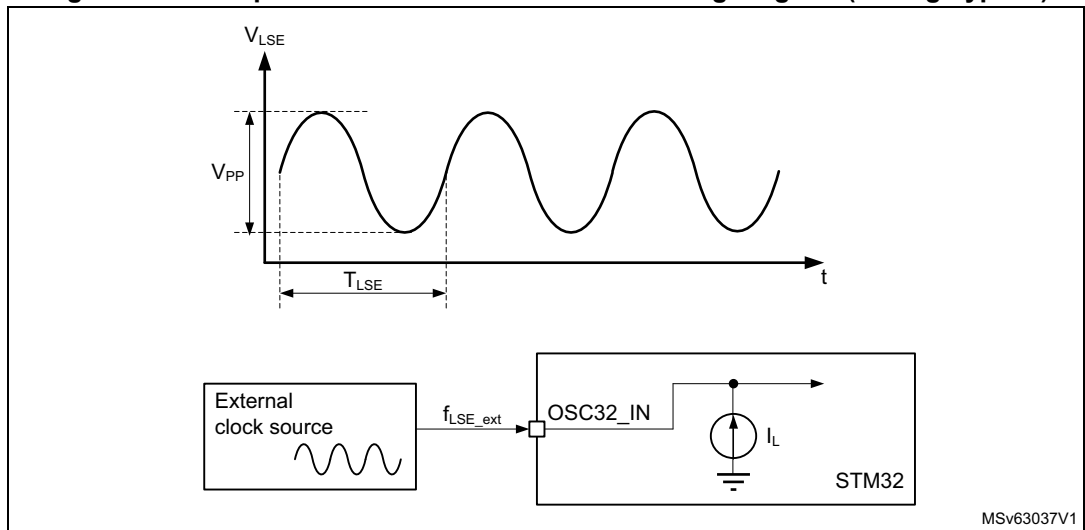 V_LSE
V_PP
T_LSE
t
External
clock source
f_LSE_ext
OSC32_IN
I_L
STM32
MSv63037V1